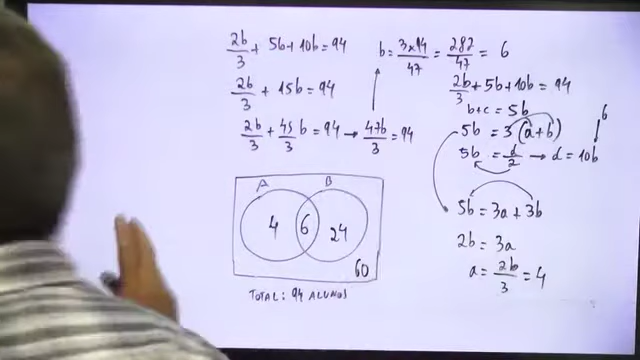 2b/3 + 5b+10b=94
2b/3 + 15b=94
2b/3 + 45/3 b=94 → 47b/3 = 94
b= 3x94/47 = 282/47 = 6
2b/3 + 5b+10b = 94
b+c = 5b
5b = 3(a+b)
6
5b = d/2 → d = 10b
5b = 3a + 3b
2b = 3a
a = 2b/3 = 4
A B
4 6 24
60
TOTAL: 94 ALUNOS